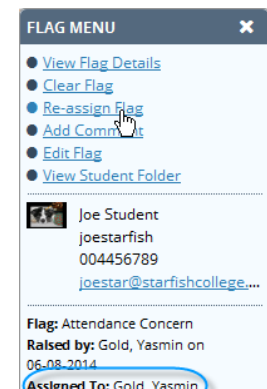 FLAG MENU
View Flag Details
Clear Flag
Re-assign Flag
Add Comment
Edit Flag
View Student Folder
Joe Student
joestarfish
004456789
joestar@starfishcollege....
Flag: Attendance Concern
Raised by: Gold, Yasmin on
06-08-2014
Assigned To: Gold, Yasmin